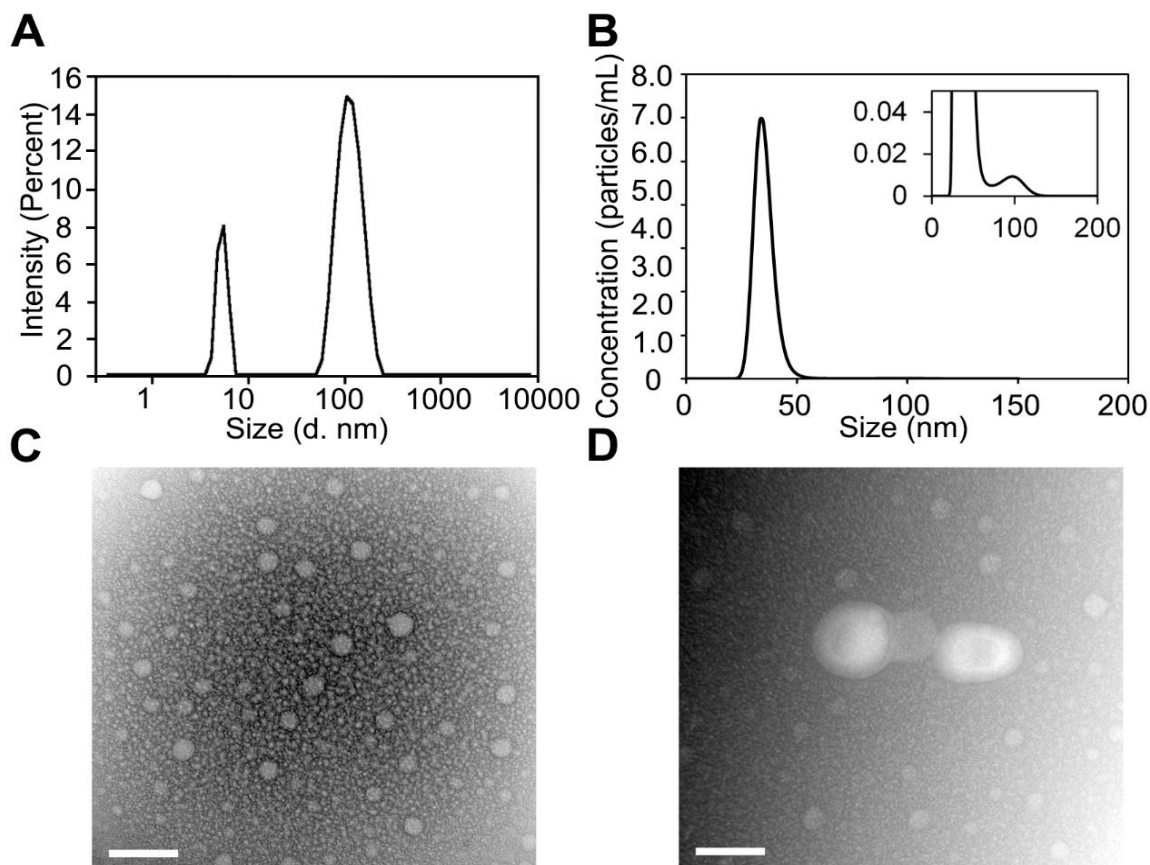 A
Intensity (Percent)
16
14
12
10
8
6
4
2
0
1 10 100 1000 10000
Size (d. nm)
B
Concentration (particles/mL)
8.0
7.0
6.0
5.0
4.0
3.0
2.0
1.0
0
0 50 100 150 200
Size (nm)
0.04
0.02
0
0 100 200
C
D